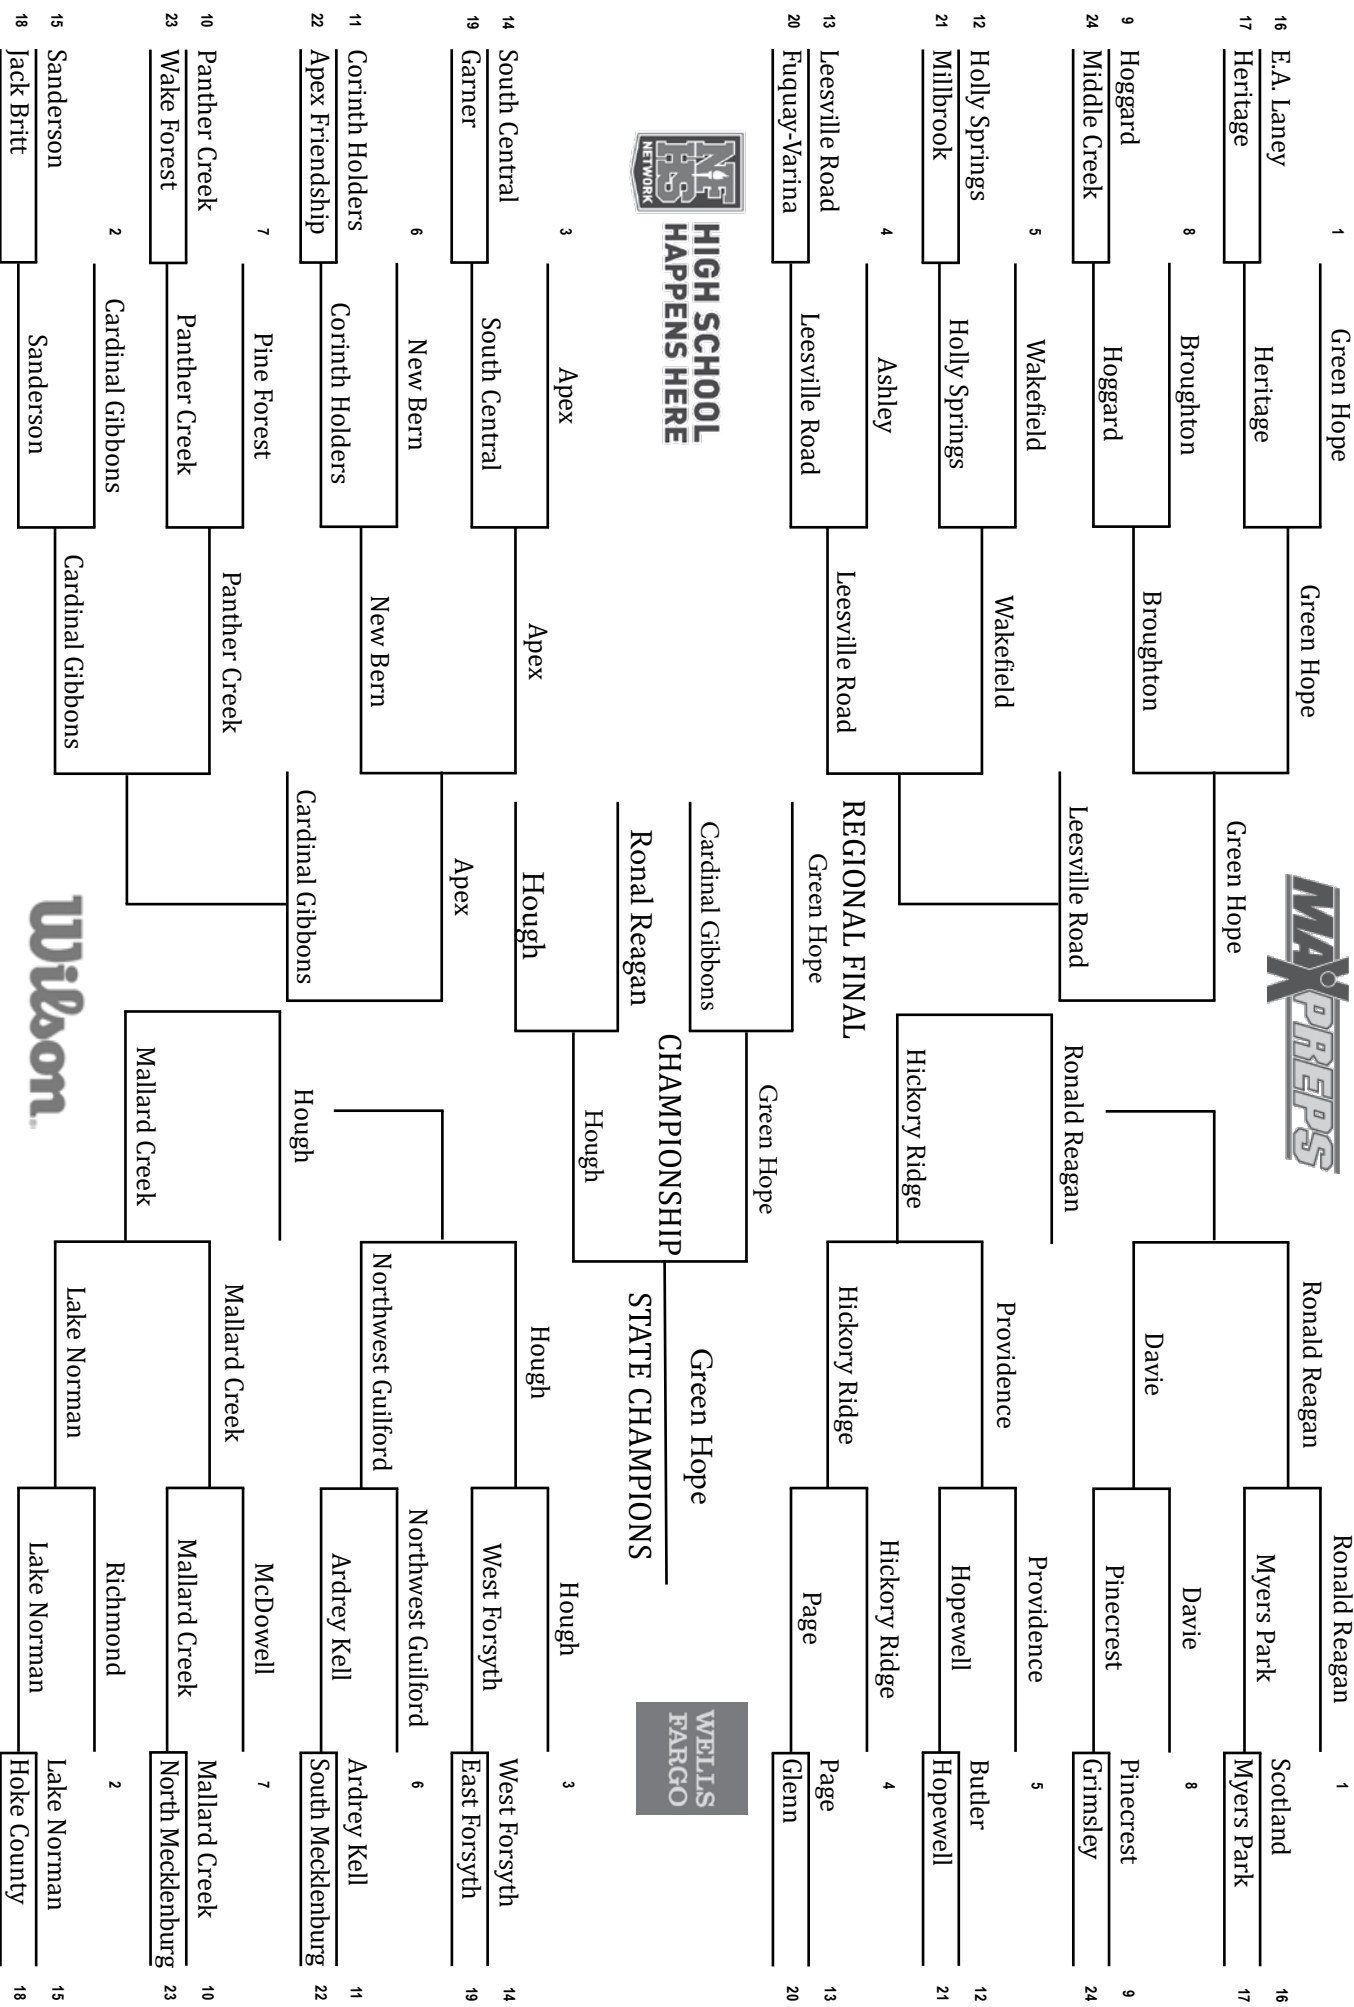 1
Green Hope
16 E.A. Laney
17 Heritage
Heritage
Green Hope
8
Broughton
9 Hoggard
24 Middle Creek
Hoggard
Broughton
Green Hope
5
Wakefield
12 Holly Springs
21 Millbrook
Holly Springs
Wakefield
4
Ashley
13 Leesville Road
20 Fuquay-Varina
Leesville Road
Leesville Road
Leesville Road
MAXPREPS
REGIONAL FINAL
Green Hope
Cardinal Gibbons
Green Hope
CHAMPIONSHIP
Ronal Reagan
Hough
Hough
Green Hope
STATE CHAMPIONS
NFHS
NETWORK
HIGH SCHOOL
HAPPENS HERE
3
Apex
14 South Central
19 Garner
South Central
Apex
6
New Bern
11 Corinth Holders
22 Apex Friendship
Corinth Holders
New Bern
Apex
7
Pine Forest
10 Panther Creek
23 Wake Forest
Panther Creek
Panther Creek
2
Cardinal Gibbons
15 Sanderson
18 Jack Britt
Sanderson
Cardinal Gibbons
Cardinal Gibbons
Wilson
Ronald Reagan
1
Scotland 16
Myers Park 17
Myers Park
Ronald Reagan
Davie
8
Pinecrest 9
Grimsley 24
Pinecrest
Davie
Ronald Reagan
Providence
5
Butler 12
Hopewell 21
Hopewell
Providence
Hickory Ridge
4
Page 13
Glenn 20
Page
Hickory Ridge
Hickory Ridge
WELLS
FARGO
Hough
3
West Forsyth 14
East Forsyth 19
West Forsyth
Hough
Northwest Guilford
6
Ardrey Kell 11
South Mecklenburg 22
Ardrey Kell
Northwest Guilford
Hough
McDowell
7
Mallard Creek 10
North Mecklenburg 23
Mallard Creek
Mallard Creek
Richmond
2
Lake Norman 15
Hoke County 18
Lake Norman
Lake Norman
Mallard Creek